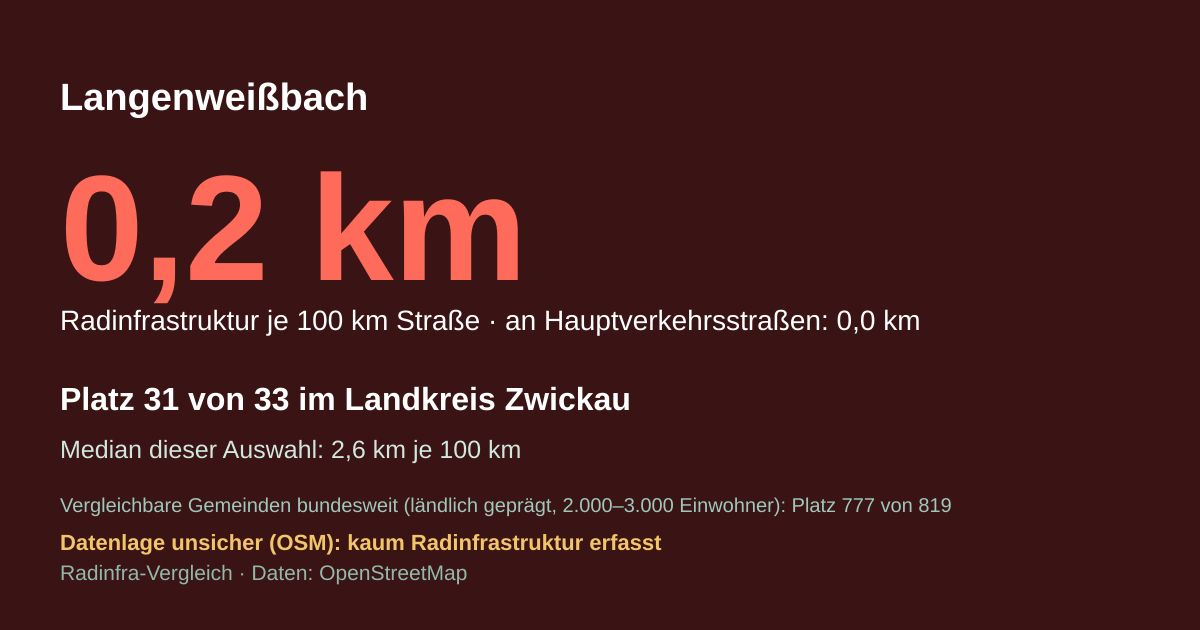 Langenweißbach
0,2 km
Radinfrastruktur je 100 km Straße · an Hauptverkehrsstraßen: 0,0 km
Platz 31 von 33 im Landkreis Zwickau
Median dieser Auswahl: 2,6 km je 100 km
Vergleichbare Gemeinden bundesweit (ländlich geprägt, 2.000–3.000 Einwohner): Platz 777 von 819
Datenlage unsicher (OSM): kaum Radinfrastruktur erfasst
Radinfra-Vergleich · Daten: OpenStreetMap